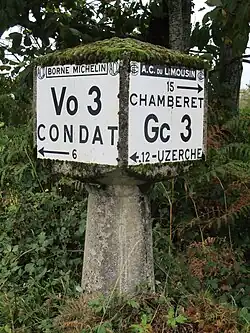 BORNE MICHELIN
Vo 3
CONDAT
6
A.C. DU LIMOUSIN
15
CHAMBERET
Gc 3
12-UZERCHE